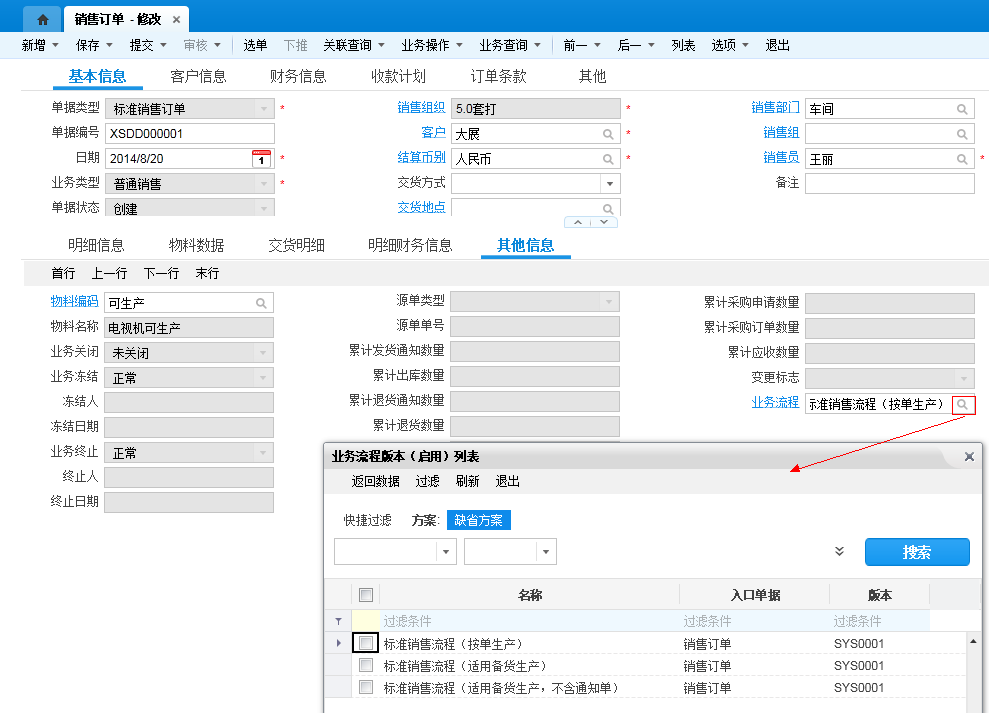 销售订单 - 修改 ×
新增 保存 提交 审核 选单 下推 关联查询 业务操作 业务查询 前一 后一 列表 选项 退出
基本信息 客户信息 财务信息 收款计划 订单条款 其他
单据类型 标准销售订单 * 销售组织 5.0套打 * 销售部门 车间
单据编号 XSDD000001 客户 大展 * 销售组
日期 2014/8/20 1 * 结算币别 人民币 * 销售员 王丽 *
业务类型 普通销售 * 交货方式 备注
单据状态 创建 交货地点
明细信息 物料数据 交货明细 明细财务信息 其他信息
首行 上一行 下一行 末行
物料编码 可生产 源单类型 累计采购申请数量
物料名称 电视机可生产 源单单号 累计采购订单数量
业务关闭 未关闭 累计发货通知数量 累计应收数量
业务冻结 正常 累计出库数量 变更标志
冻结人 累计退货通知数量 业务流程 示准销售流程（按单生产）
冻结日期 累计退货数量
业务终止 正常
终止人
终止日期
业务流程版本（启用）列表
返回数据 过滤 刷新 退出
快捷过滤 方案: 缺省方案
搜索
名称 入口单据 版本
过滤条件 过滤条件 过滤条件
标准销售流程（按单生产） 销售订单 SYS0001
标准销售流程（适用备货生产） 销售订单 SYS0001
标准销售流程（适用备货生产，不含通知单） 销售订单 SYS0001